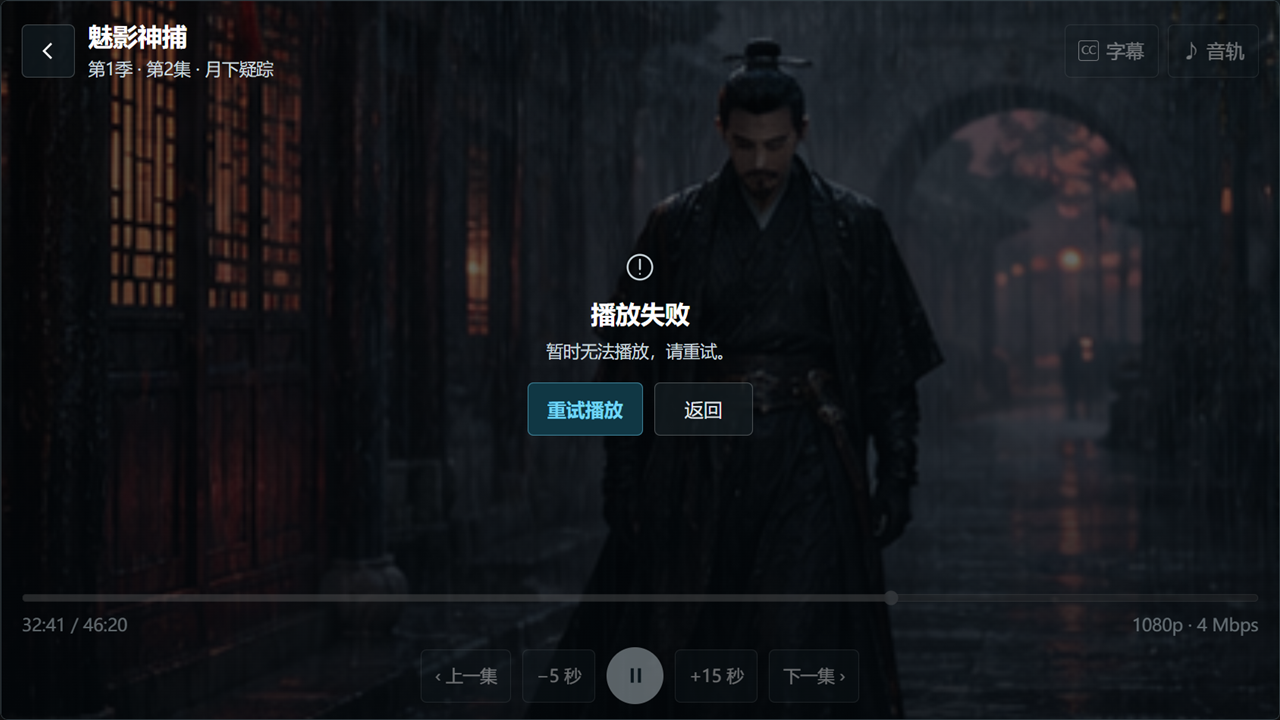 魅影神捕
第1季 · 第2集 · 月下疑踪
CC 字幕
♪ 音轨
播放失败
暂时无法播放，请重试。
重试播放
返回
32:41 / 46:20
1080p · 4 Mbps
‹ 上一集
−5 秒
+15 秒
下一集 ›